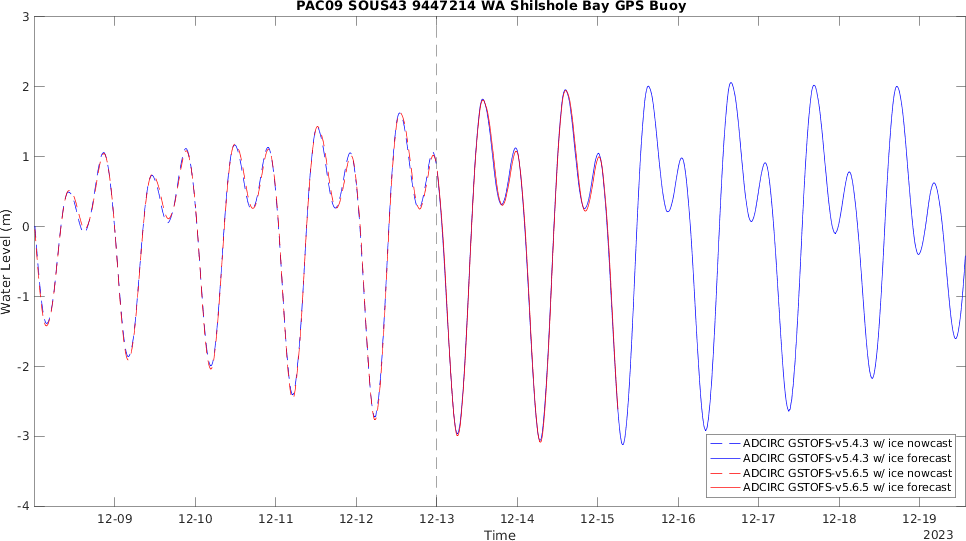 PAC09 SOUS43 9447214 WA Shilshole Bay GPS Buoy
3
2
1
0
-1
-2
-3
-4
Water Level (m)
ADCIRC GSTOFS-v5.4.3 w/ ice nowcast
ADCIRC GSTOFS-v5.4.3 w/ ice forecast
ADCIRC GSTOFS-v5.6.5 w/ ice nowcast
ADCIRC GSTOFS-v5.6.5 w/ ice forecast
12-09 12-10 12-11 12-12 12-13 12-14 12-15 12-16 12-17 12-18 12-19
Time 2023